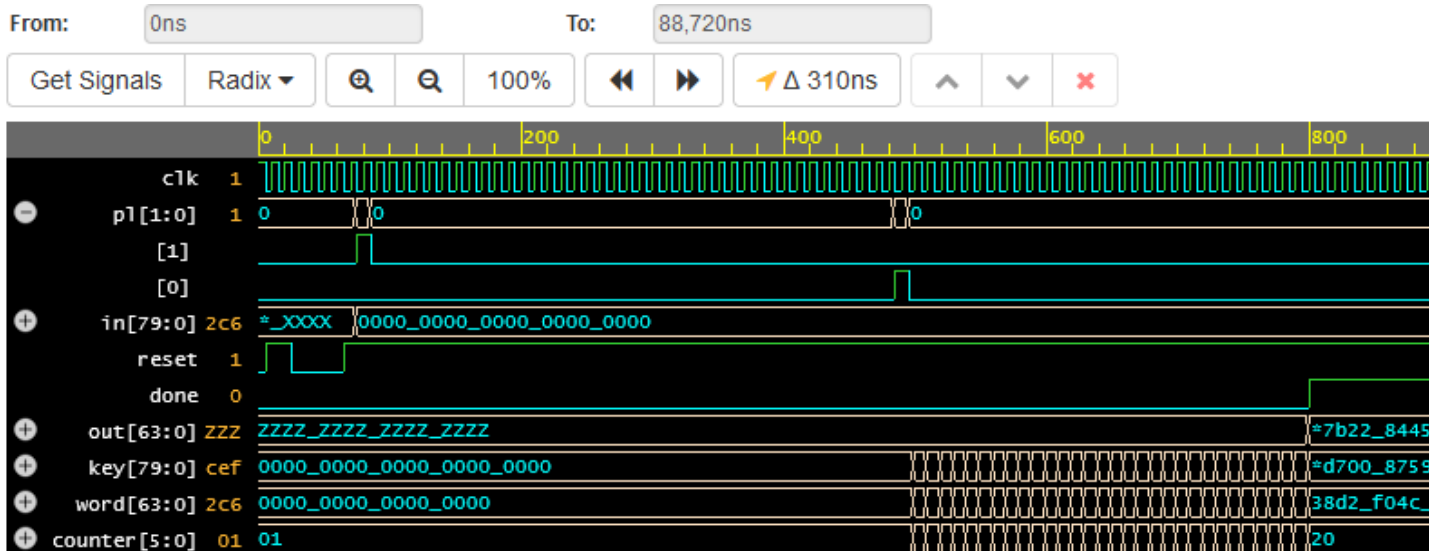 From: 0ns To: 88,720ns
Get Signals Radix 100% Δ 310ns
0 200 400 600 800
clk 1
pl[1:0] 1 0 0 0
[1]
[0]
in[79:0] 2c6 *_XXXX 0000_0000_0000_0000_0000
reset 1
done 0
out[63:0] ZZZ ZZZZ_ZZZZ_ZZZZ_ZZZZ *7b22_8445
key[79:0] cef 0000_0000_0000_0000_0000 *d700_8759
word[63:0] 2c6 0000_0000_0000_0000 38d2_f04c_
counter[5:0] 01 01 20